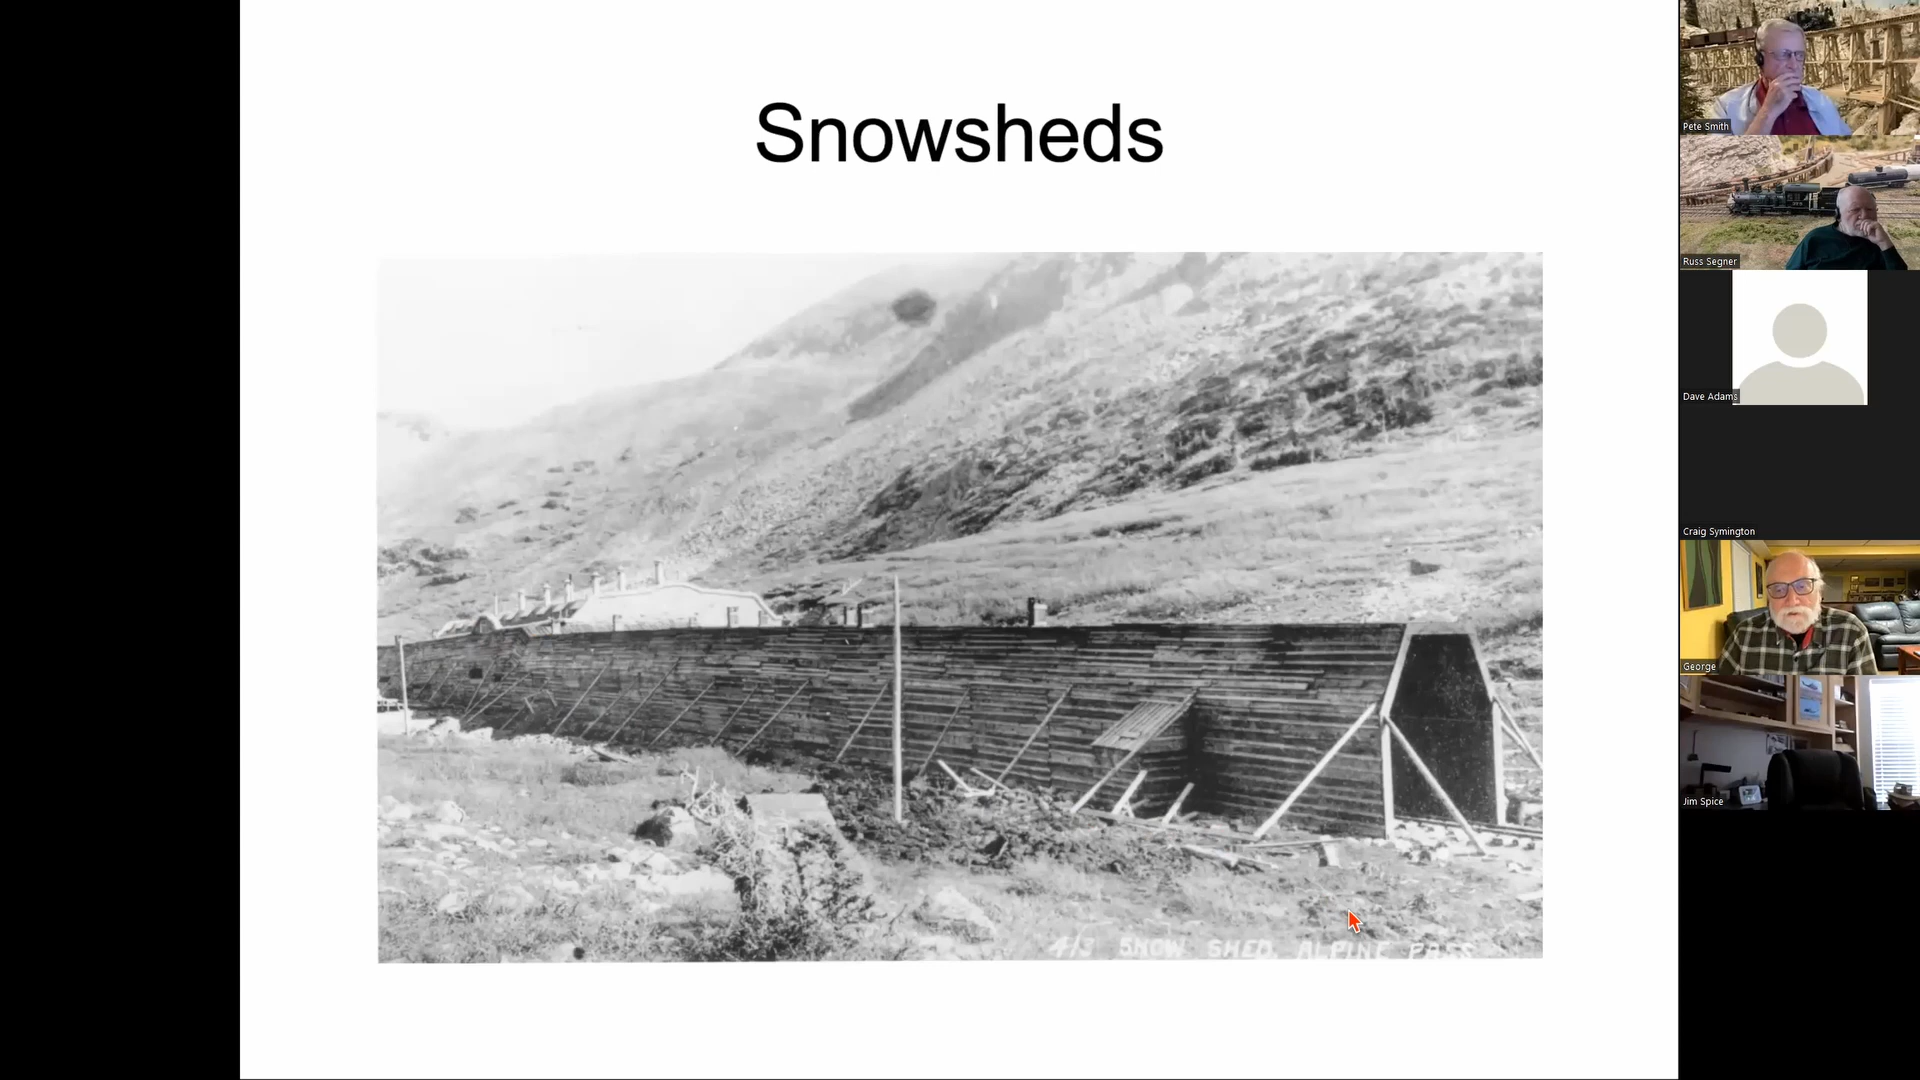 Snowsheds
413 SNOW SHED ALPINE PASS
Pete Smith
Russ Segner
Dave Adams
Craig Symington
George
Jim Spice